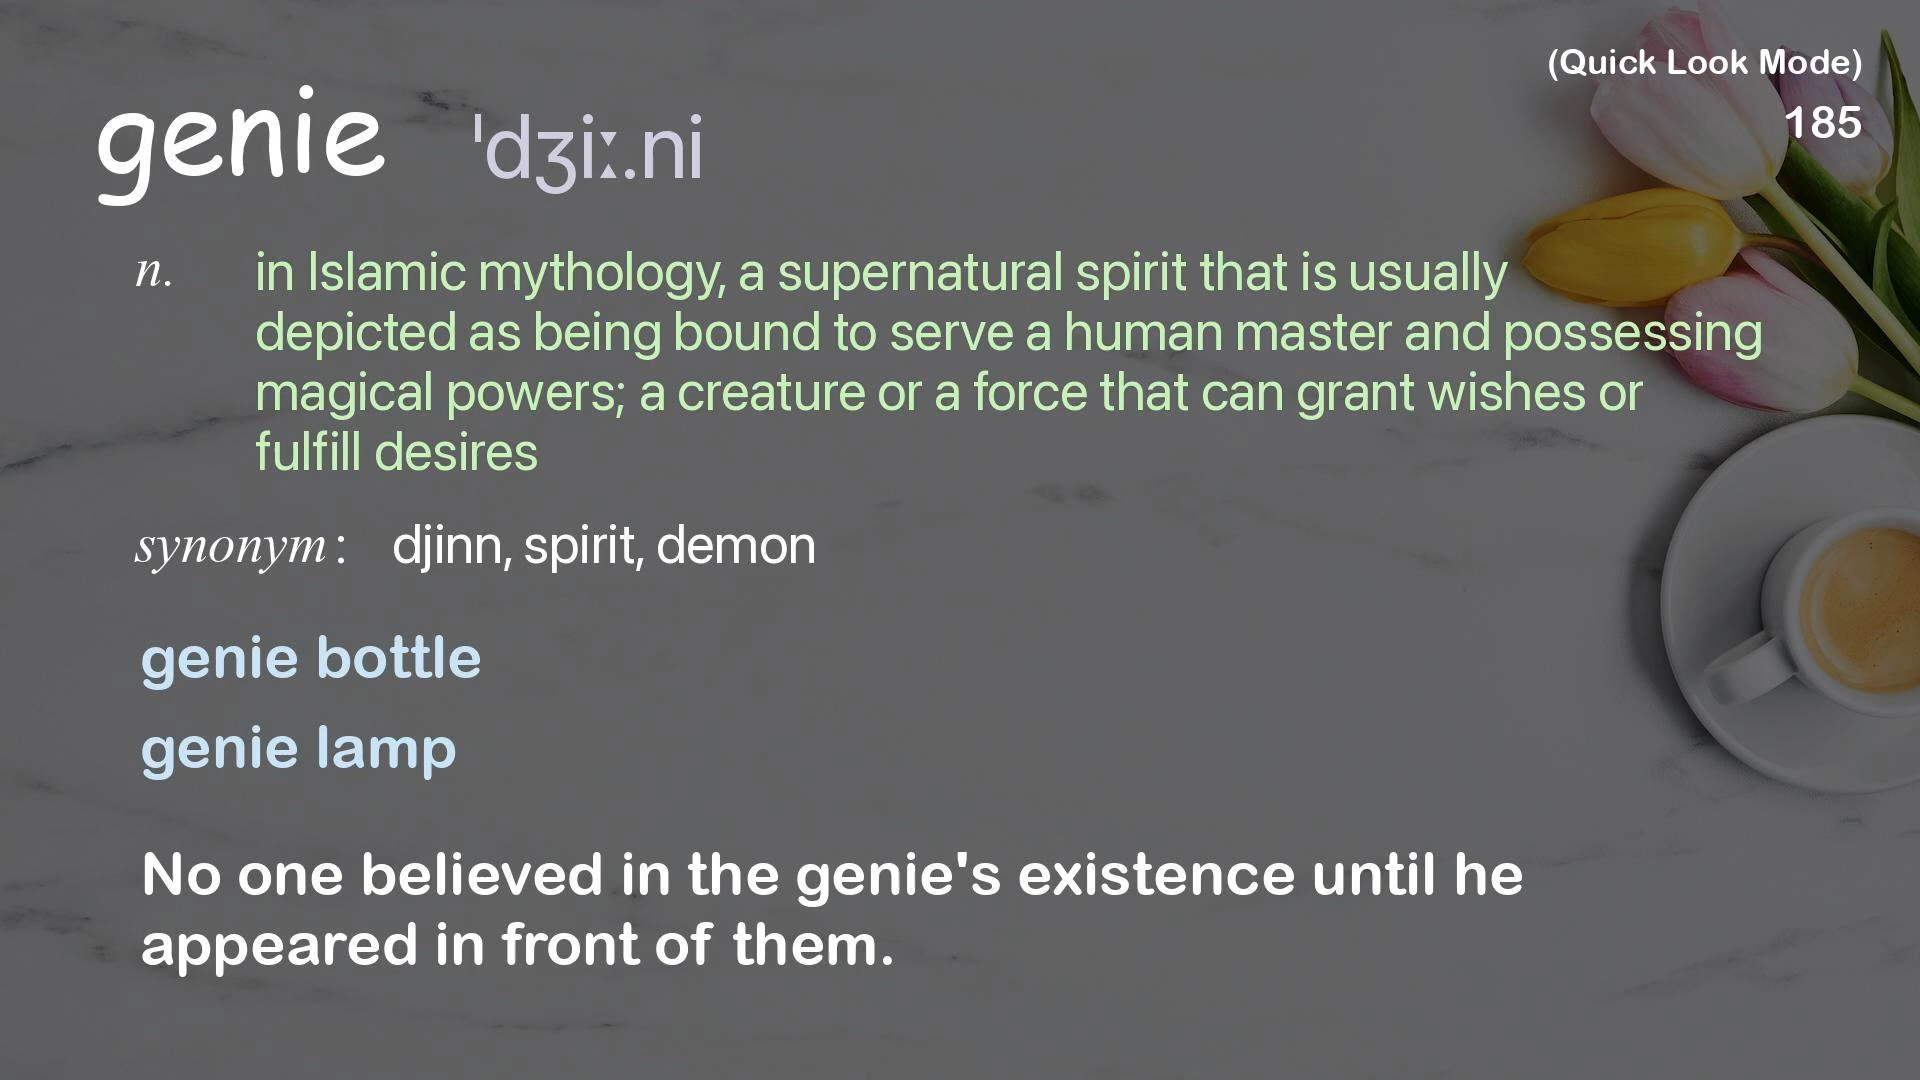 (Quick Look Mode)
185
genie ˈdʒiː.ni
n. in Islamic mythology, a supernatural spirit that is usually
depicted as being bound to serve a human master and possessing
magical powers; a creature or a force that can grant wishes or
fulfill desires
synonym: djinn, spirit, demon
genie bottle
genie lamp
No one believed in the genie's existence until he
appeared in front of them.